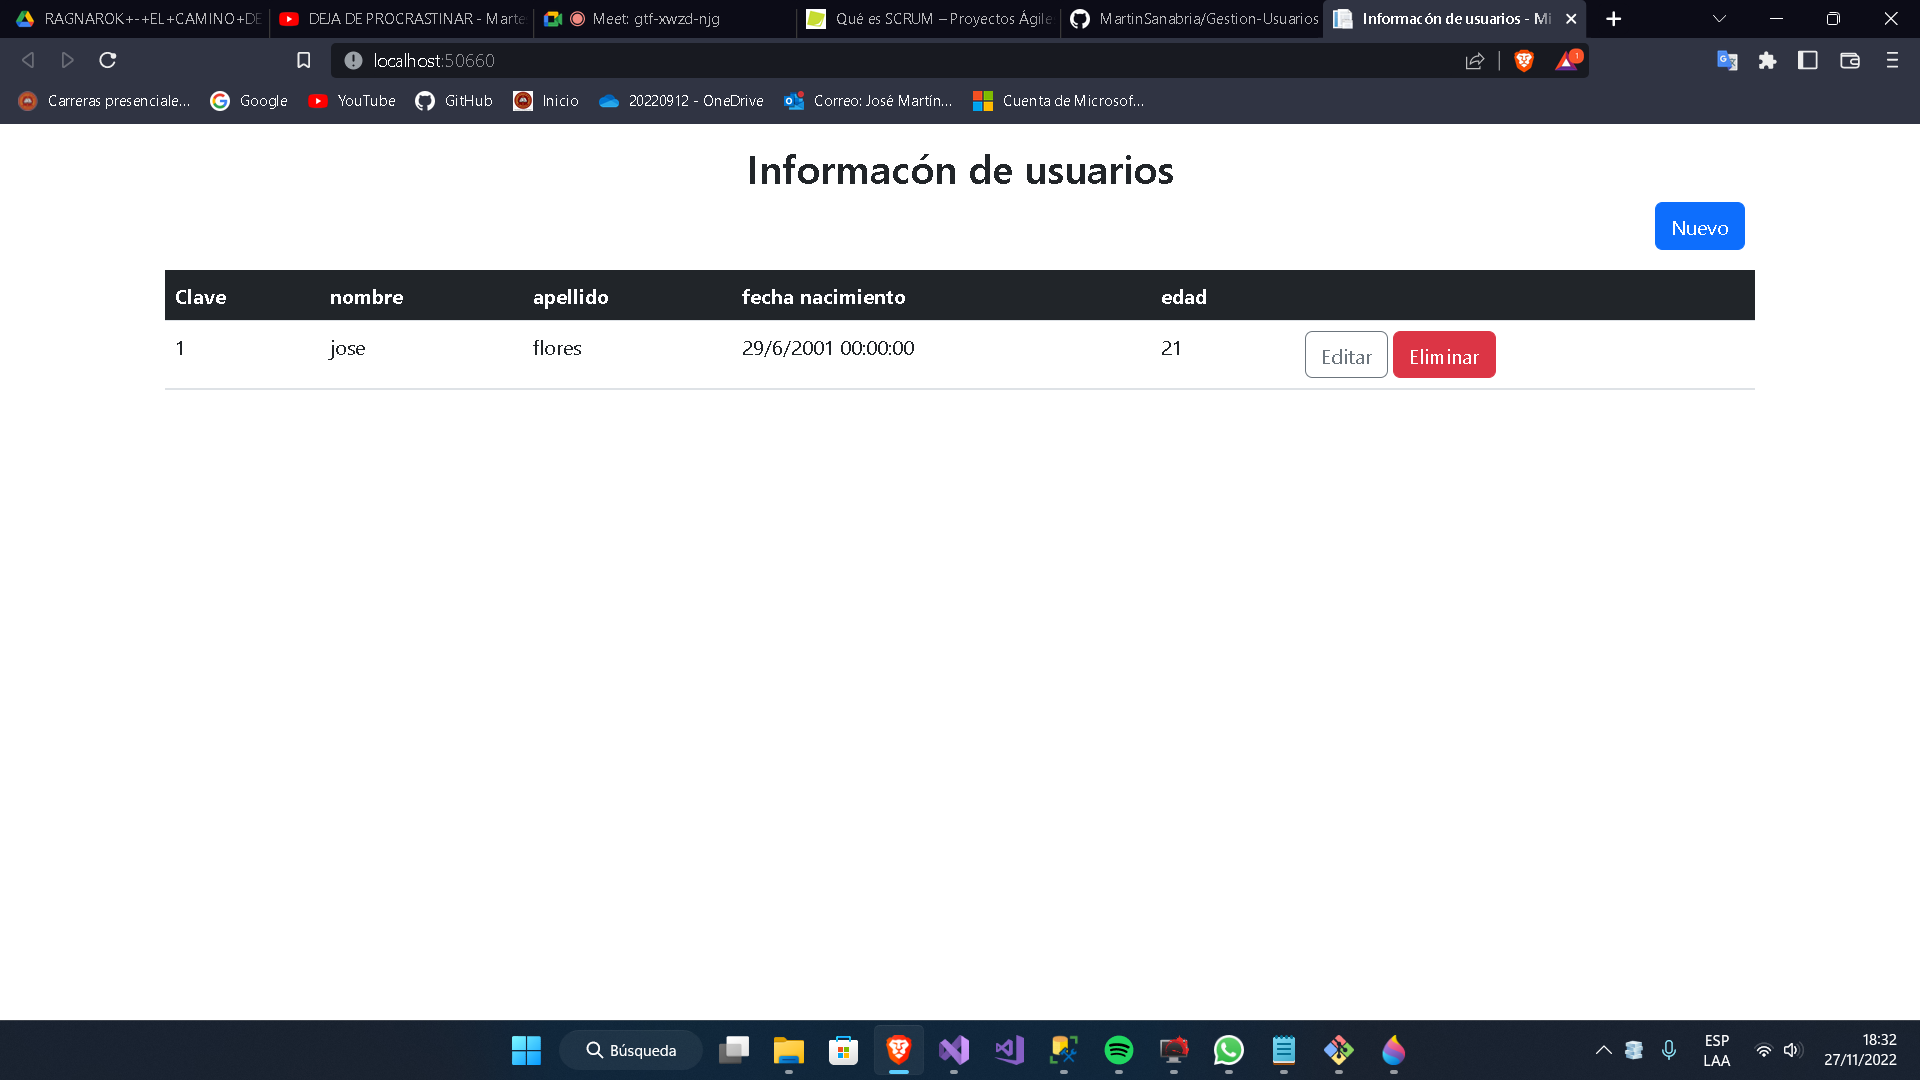 RAGNAROK+-+EL+CAMINO+DE
DEJA DE PROCRASTINAR - Marte
Meet: gtf-xwzd-njg
Qué es SCRUM – Proyectos Ágile
MartinSanabria/Gestion-Usuarios
Informacón de usuarios - Mi
localhost:50660
1
Carreras presenciale...
Google
YouTube
GitHub
Inicio
20220912 - OneDrive
Correo: José Martín...
Cuenta de Microsof...
Informacón de usuarios
Nuevo
Clave nombre apellido fecha nacimiento edad
1 jose flores 29/6/2001 00:00:00 21 Editar Eliminar
Búsqueda
ESP
LAA
18:32
27/11/2022